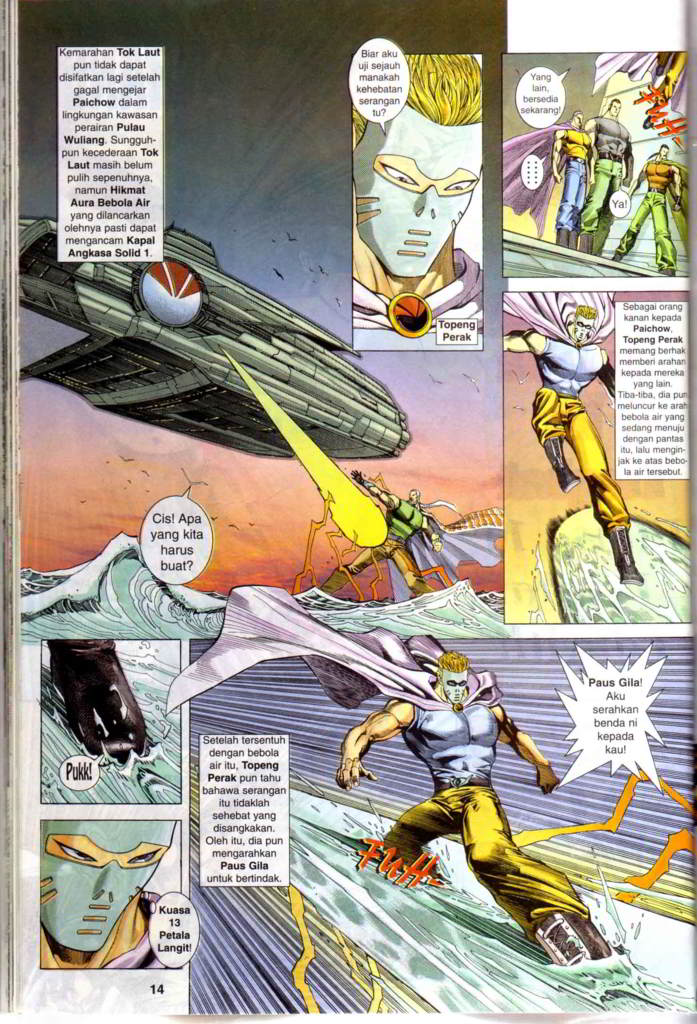 Kemarahan Tok Laut
pun tidak dapat
disifatkan lagi setelah
gagal mengejar
Paichow dalam
lingkungan kawasan
perairan Pulau
Wuliang. Sungguh-
pun kecederaan Tok
Laut masih belum
pulih sepenuhnya,
namun Hikmat
Aura Bebola Air
yang dilancarkan
olehnya pasti dapat
mengancam Kapal
Angkasa Solid 1.
Biar aku
uji sejauh
manakah
kehebatan
serangan
tu?
Topeng
Perak
Yang
lain,
bersedia
sekarang!
Ya!
Sebagai orang
kanan kepada
Paichow,
Topeng Perak
memang berhak
memberi arahan
kepada mereka
yang lain.
Tiba-tiba, dia pun
meluncur ke arah
bebola air yang
sedang menuju
dengan pantas
itu, lalu mengin-
jak ke atas bebo-
la air tersebut.
Cis! Apa
yang kita
harus
buat?
Pukk!
Setelah tersentuh
dengan bebola
air itu, Topeng
Perak pun tahu
bahawa serangan
itu tidaklah
sehebat yang
disangkakan.
Oleh itu, dia pun
mengarahkan
Paus Gila
untuk bertindak.
Paus Gila!
Aku
serahkan
benda ni
kepada
kau!
Kuasa
13
Petala
Langit!
14